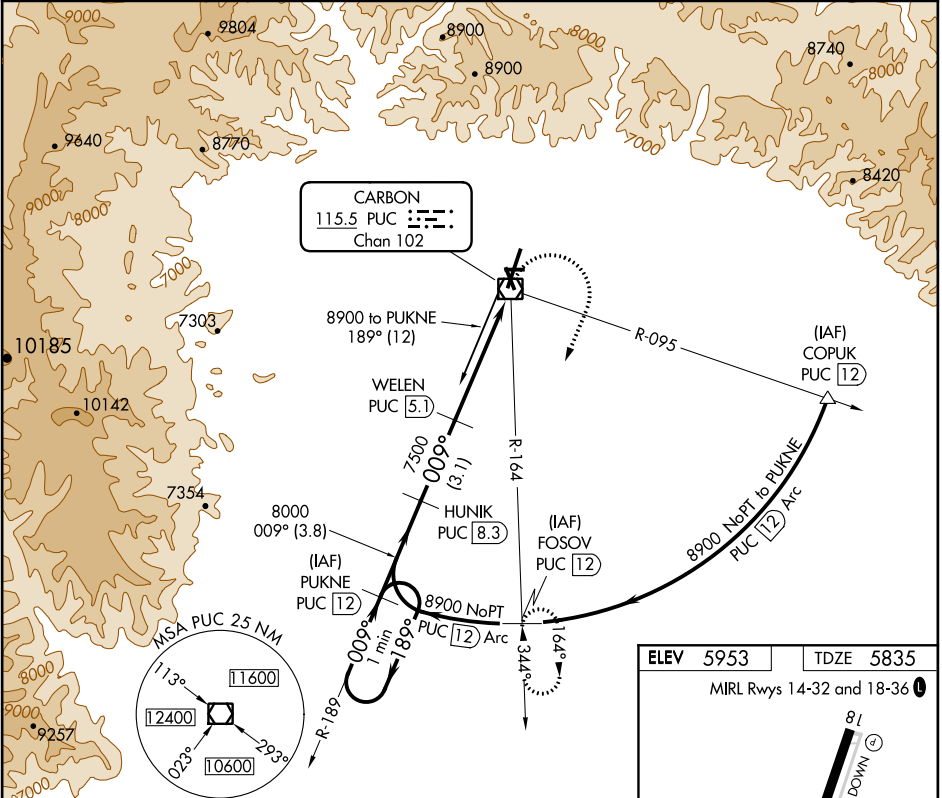 9000
9804
8900
8000
8740
8900
8000
9640
8770
7000
8420
9000
8000
CARBON
115.5 PUC
Chan 102
7000
7303
8900 to PUKNE
189° (12)
R-095
(IAF)
COPUK
PUC 12
10185
WELEN
PUC 5.1
10142
7500
009°
(3.1)
R-164
7354
HUNIK
PUC 8.3
8900 NoPT to PUKNE
PUC 12 Arc
8000
009° (3.8)
(IAF)
FOSOV
PUC 12
(IAF)
PUKNE
PUC 12
8900 NoPT
PUC 12 Arc
009°
1 min
189°
344°
164°
MSA PUC 25 NM
113°
11600
12400
023°
293°
10600
R-189
8000
9000
9257
7000
ELEV 5953
TDZE 5835
MIRL Rwys 14-32 and 18-36 L
18
P
DOWN